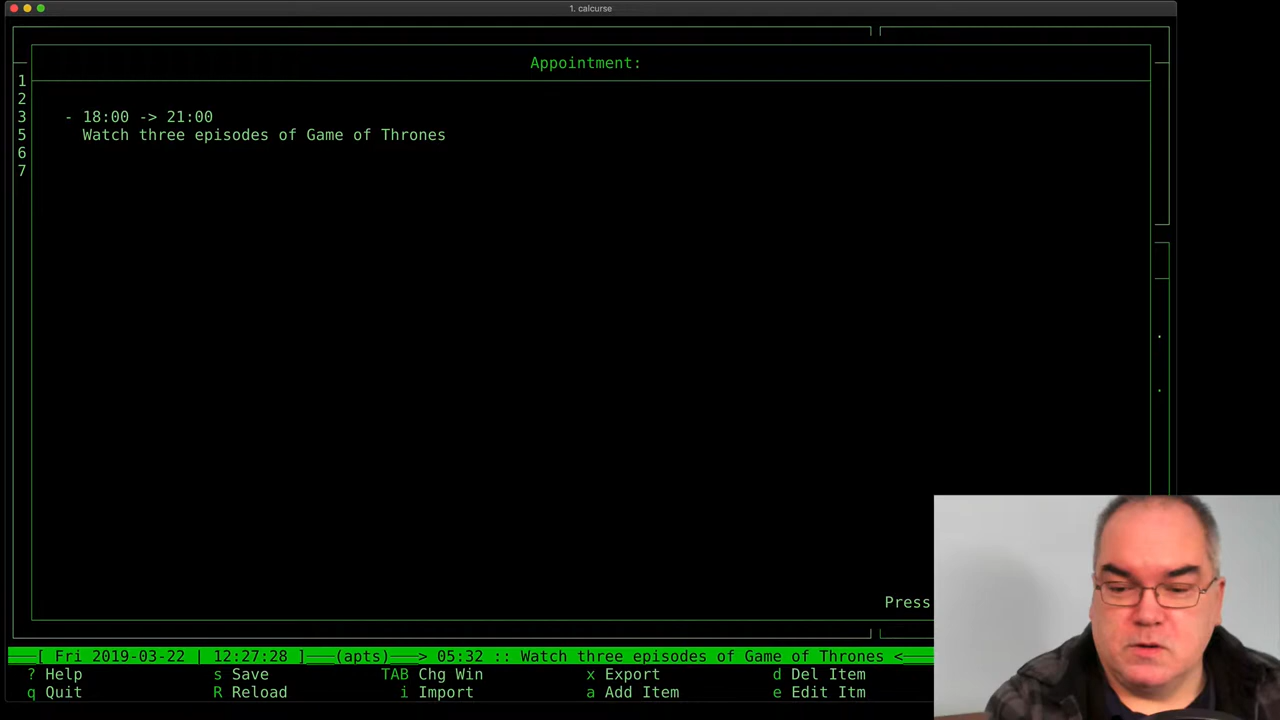 1. calcurse
Appointment:
1
2
3 - 18:00 -> 21:00
5 Watch three episodes of Game of Thrones
6
7
Press
[ Fri 2019-03-22 | 12:27:28 ] (apts) > 05:32 :: Watch three episodes of Game of Thrones <
? Help s Save TAB Chg Win x Export d Del Item
q Quit R Reload i Import a Add Item e Edit Itm